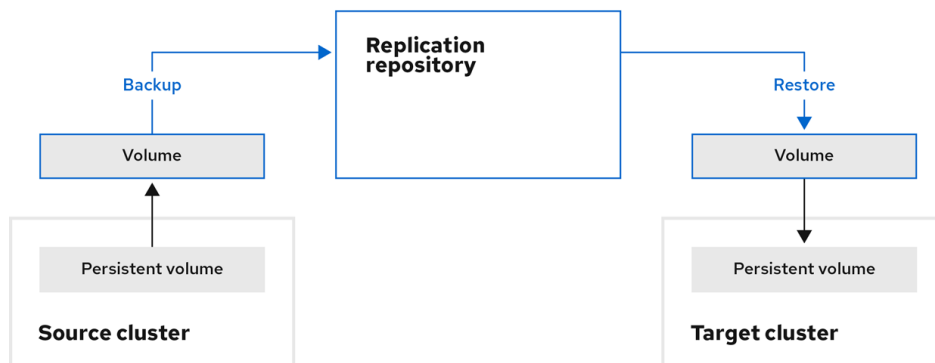 Replication
repository
Backup
Restore
Volume
Volume
Persistent volume
Persistent volume
Source cluster
Target cluster